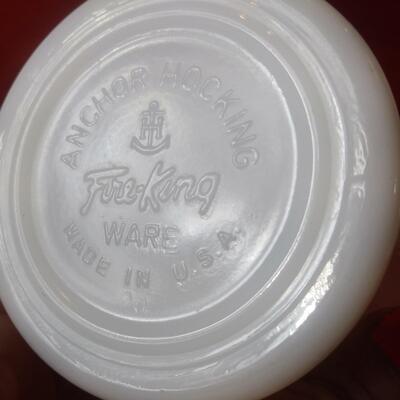 ANCHOR HOCKING
Fire-King
WARE
MADE IN U.S.A.